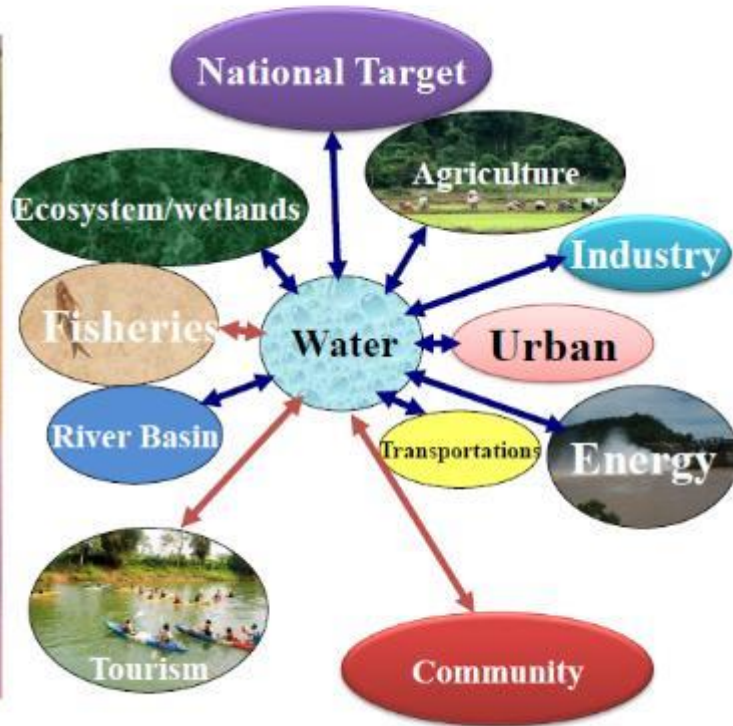 National Target
Agriculture
Ecosystem/wetlands
Industry
Fisheries
Water
Urban
River Basin
Transportations
Energy
Tourism
Community